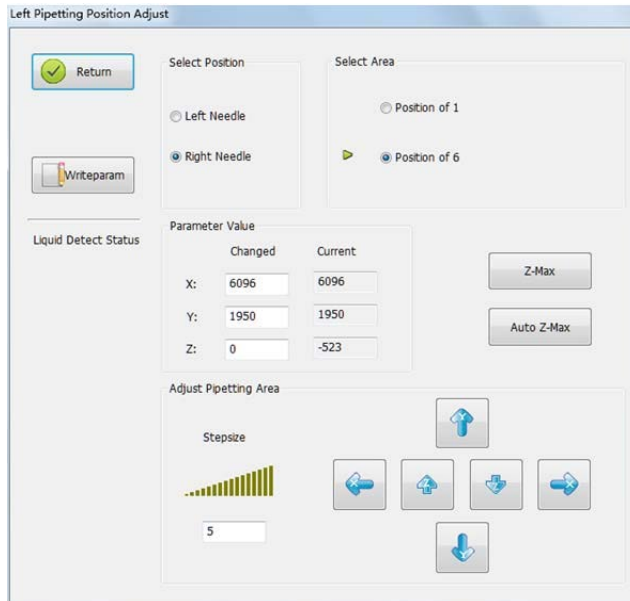 Left Pipetting Position Adjust
Return
Writeparam
Liquid Detect Status
Select Position
Left Needle
Right Needle
Select Area
Position of 1
Position of 6
Parameter Value
Changed Current
X: 6096 6096
Y: 1950 1950
Z: 0 -523
Z-Max
Auto Z-Max
Adjust Pipetting Area
Stepsize
5
Y
X Z Z X
Y